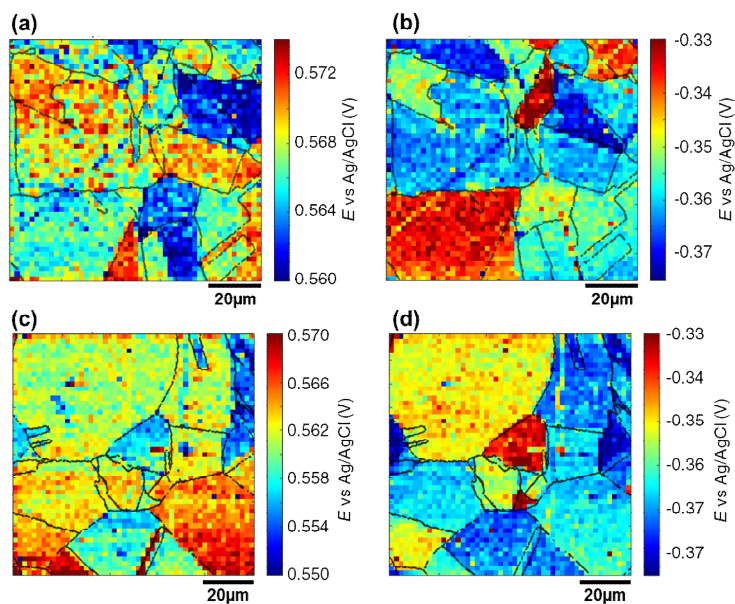 (a)
0.572
0.568
0.564
0.560
E vs Ag/AgCl (V)
20µm
(b)
-0.33
-0.34
-0.35
-0.36
-0.37
E vs Ag/AgCl (V)
20µm
(c)
0.570
0.566
0.562
0.558
0.554
0.550
E vs Ag/AgCl (V)
20µm
(d)
-0.33
-0.34
-0.35
-0.36
-0.37
-0.37
E vs Ag/AgCl (V)
20µm